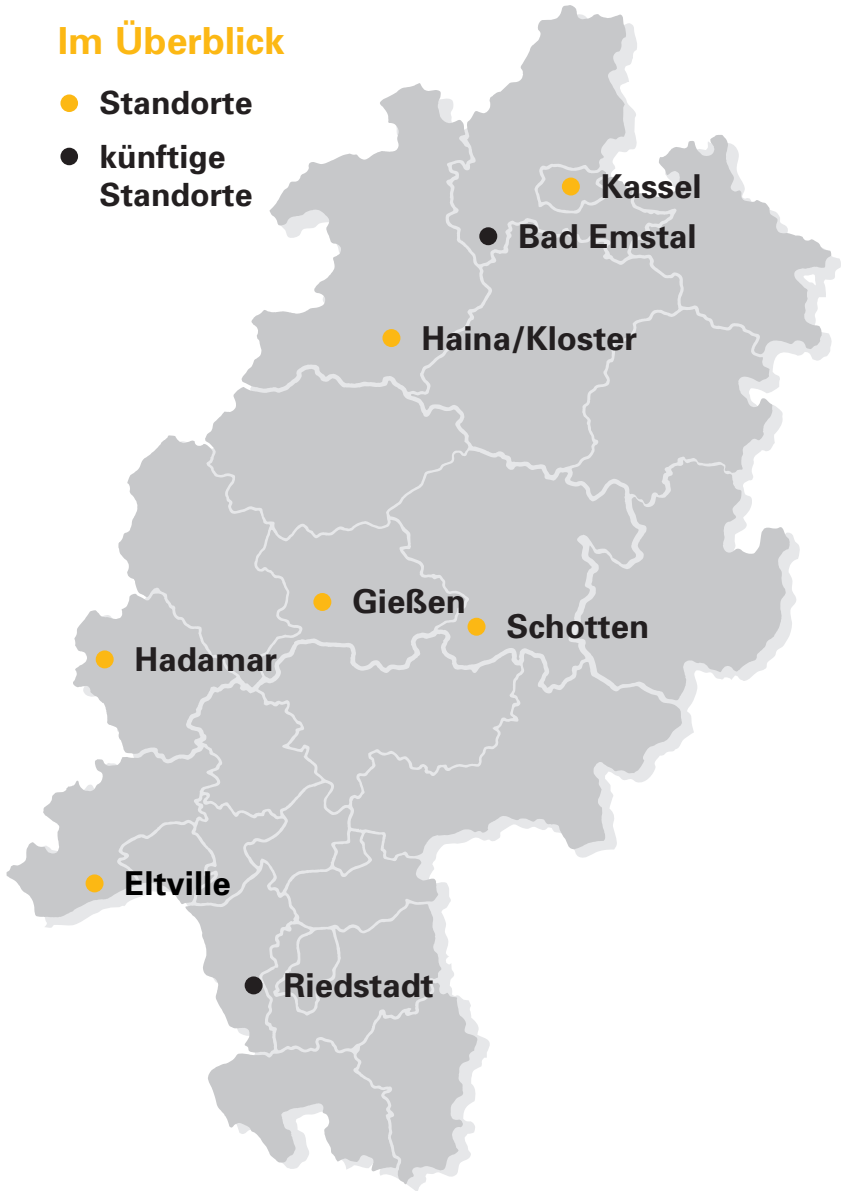 Im Überblick
Standorte
künftige
Standorte
Kassel
Bad Emstal
Haina/Kloster
Gießen
Schotten
Hadamar
Eltville
Riedstadt